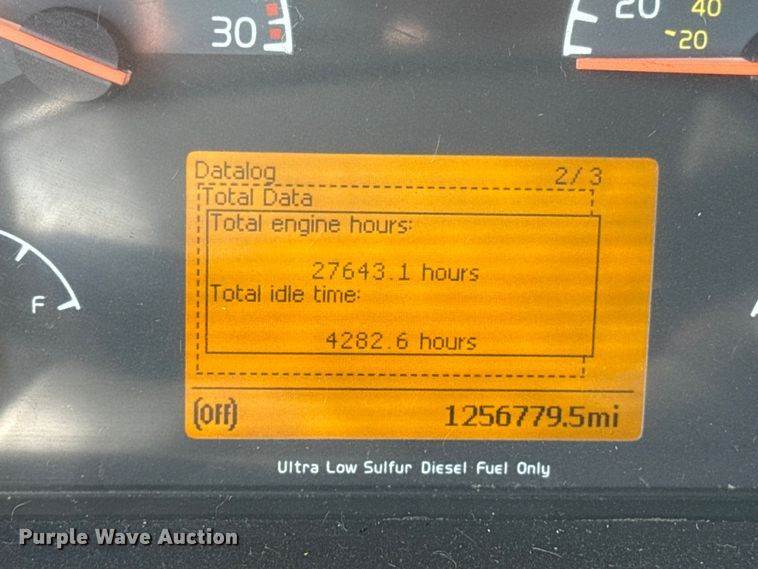 30
20 40
-20
Datalog 2/3
Total Data
Total engine hours:
27643.1 hours
Total idle time:
4282.6 hours
F
(Off) 1256779.5mi
Ultra Low Sulfur Diesel Fuel Only
Purple Wave Auction